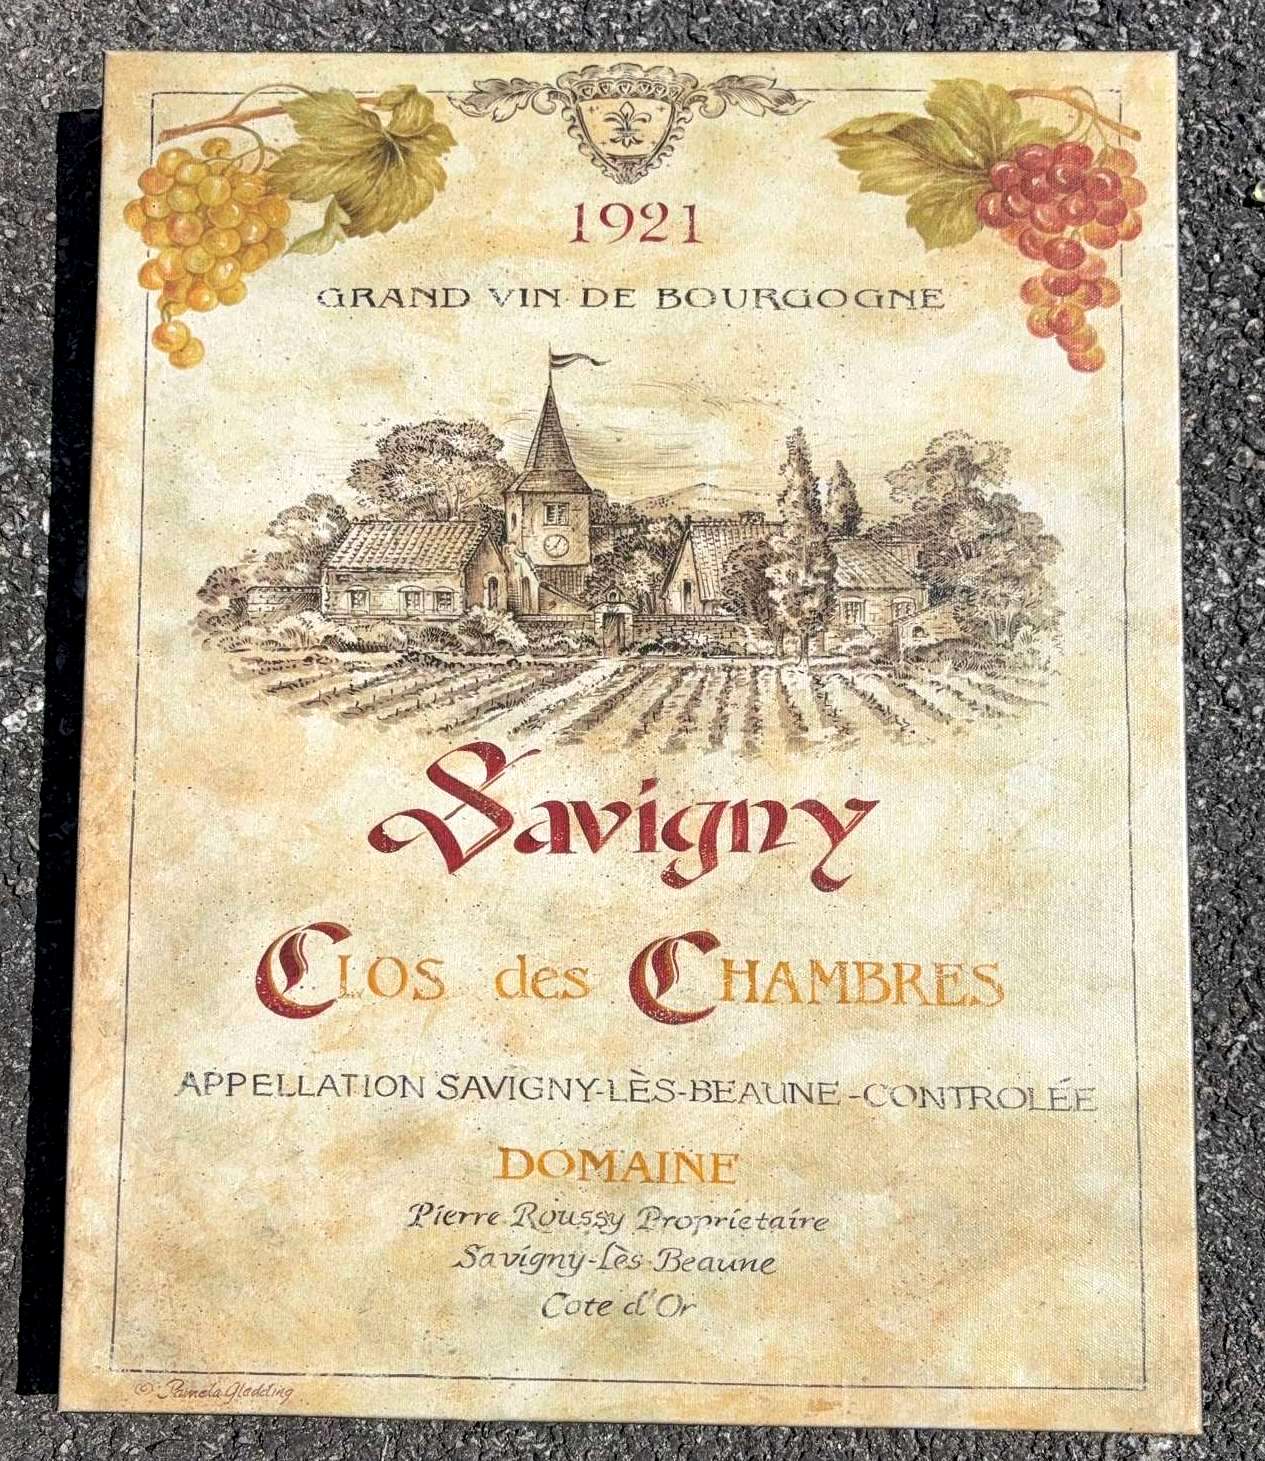 1921
GRAND VIN DE BOURGOGNE
Savigny
CLOS des CHAMBRES
APPELLATION SAVIGNY-LÈS-BEAUNE-CONTROLÉE
DOMAINE
Pierre Roussy Proprietaire
Savigny-Lès-Beaune
Cote d'Or
© Pamela Gladding